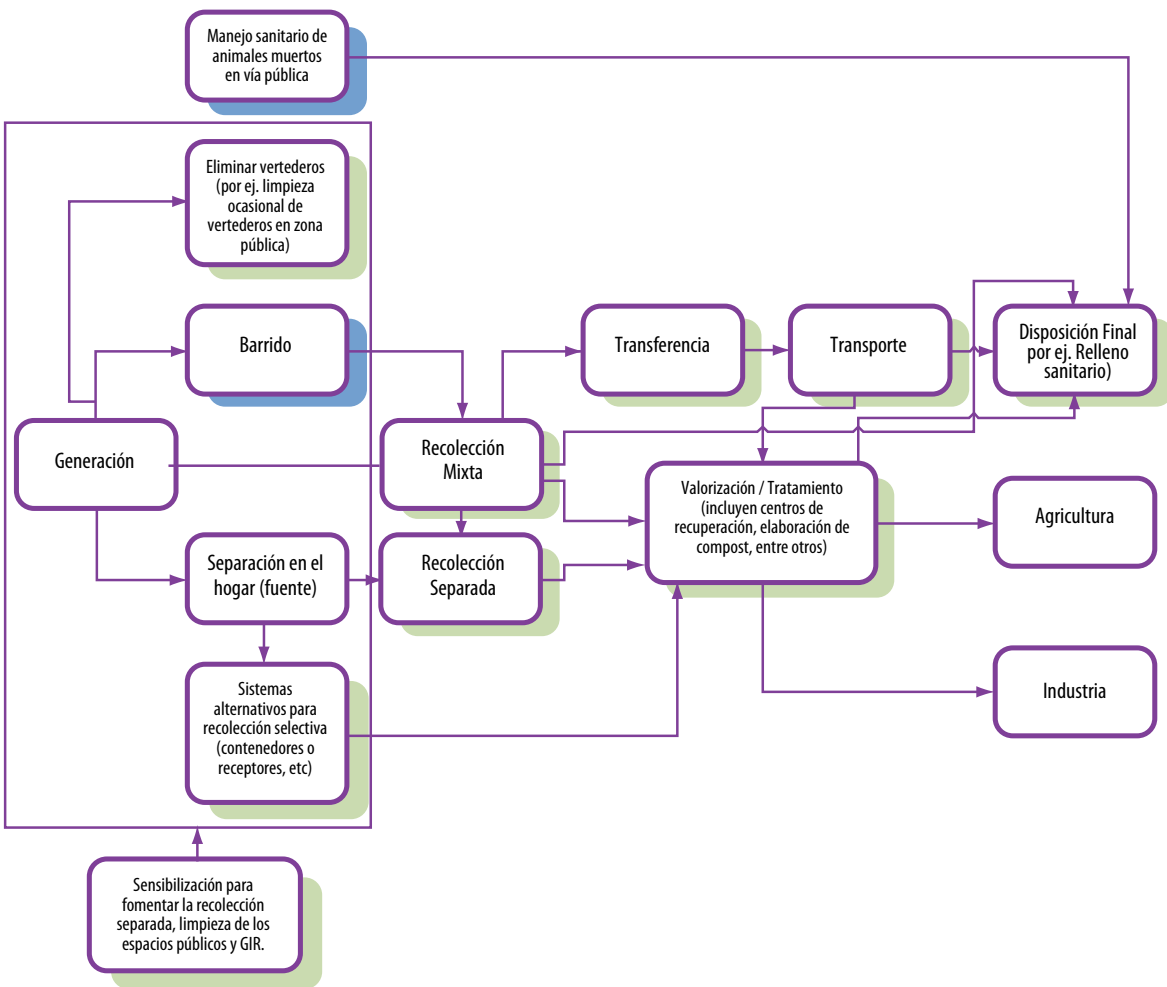 Manejo sanitario de
animales muertos
en vía pública
Eliminar vertederos
(por ej. limpieza
ocasional de
vertederos en zona
pública)
Barrido
Transferencia
Transporte
Disposición Final
por ej. Relleno
sanitario)
Generación
Recolección
Mixta
Valorización / Tratamiento
(incluyen centros de
recuperación, elaboración de
compost, entre otros)
Agricultura
Separación en el
hogar (fuente)
Recolección
Separada
Sistemas
alternativos para
recolección selectiva
(contenedores o
receptores, etc)
Industria
Sensibilización para
fomentar la recolección
separada, limpieza de los
espacios públicos y GIR.